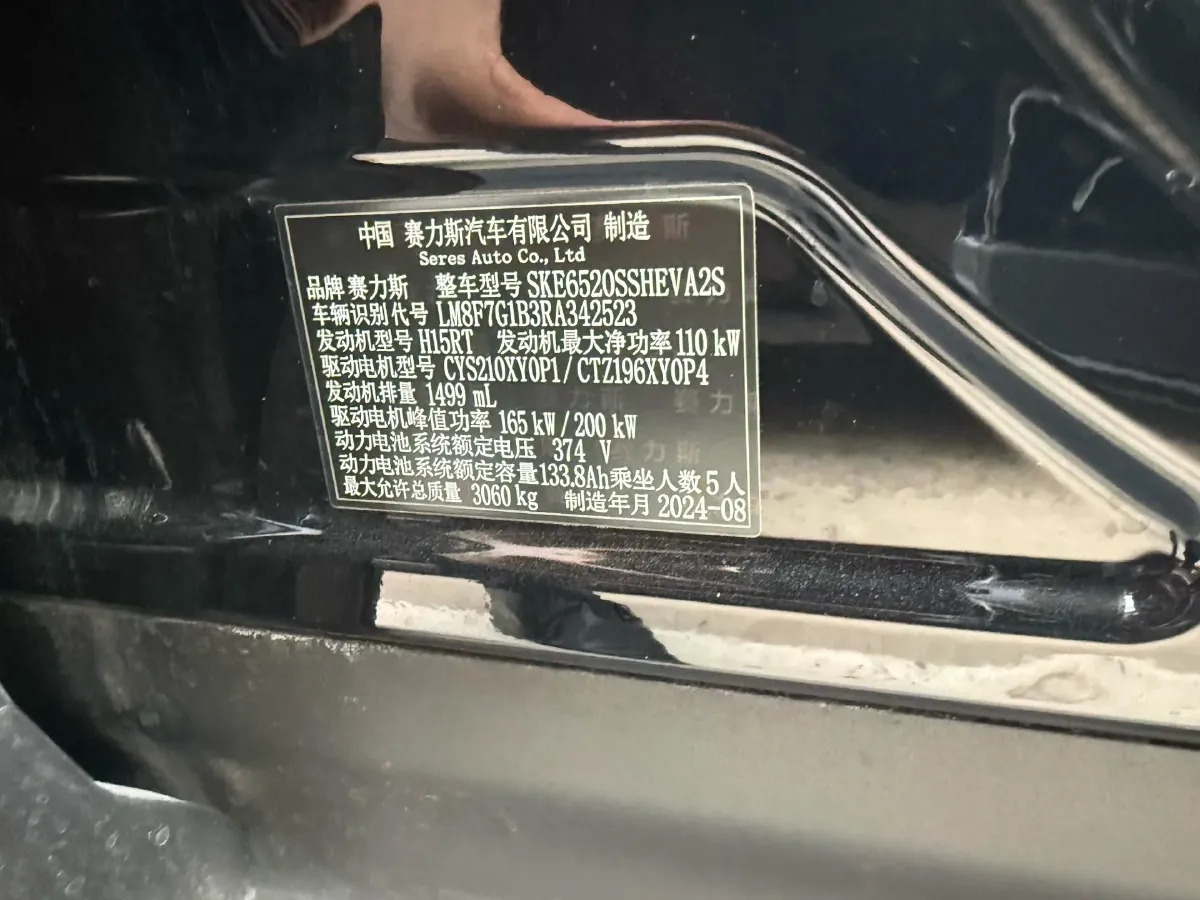 中国 赛力斯汽车有限公司 制造
Seres Auto Co., Ltd
品牌 赛力斯 整车型号 SKE6520SSHEVA2S
车辆识别代号 LM8F7G1B3RA342523
发动机型号 H15RT 发动机最大净功率 110 kW
驱动电机型号 CYS210XY0P1/CTZ196XY0P4
发动机排量 1499 mL
驱动电机峰值功率 165 kW/200 kW
动力电池系统额定电压 374 V
动力电池系统额定容量 133.8Ah 乘坐人数 5 人
最大允许总质量 3060 kg 制造年月 2024-08